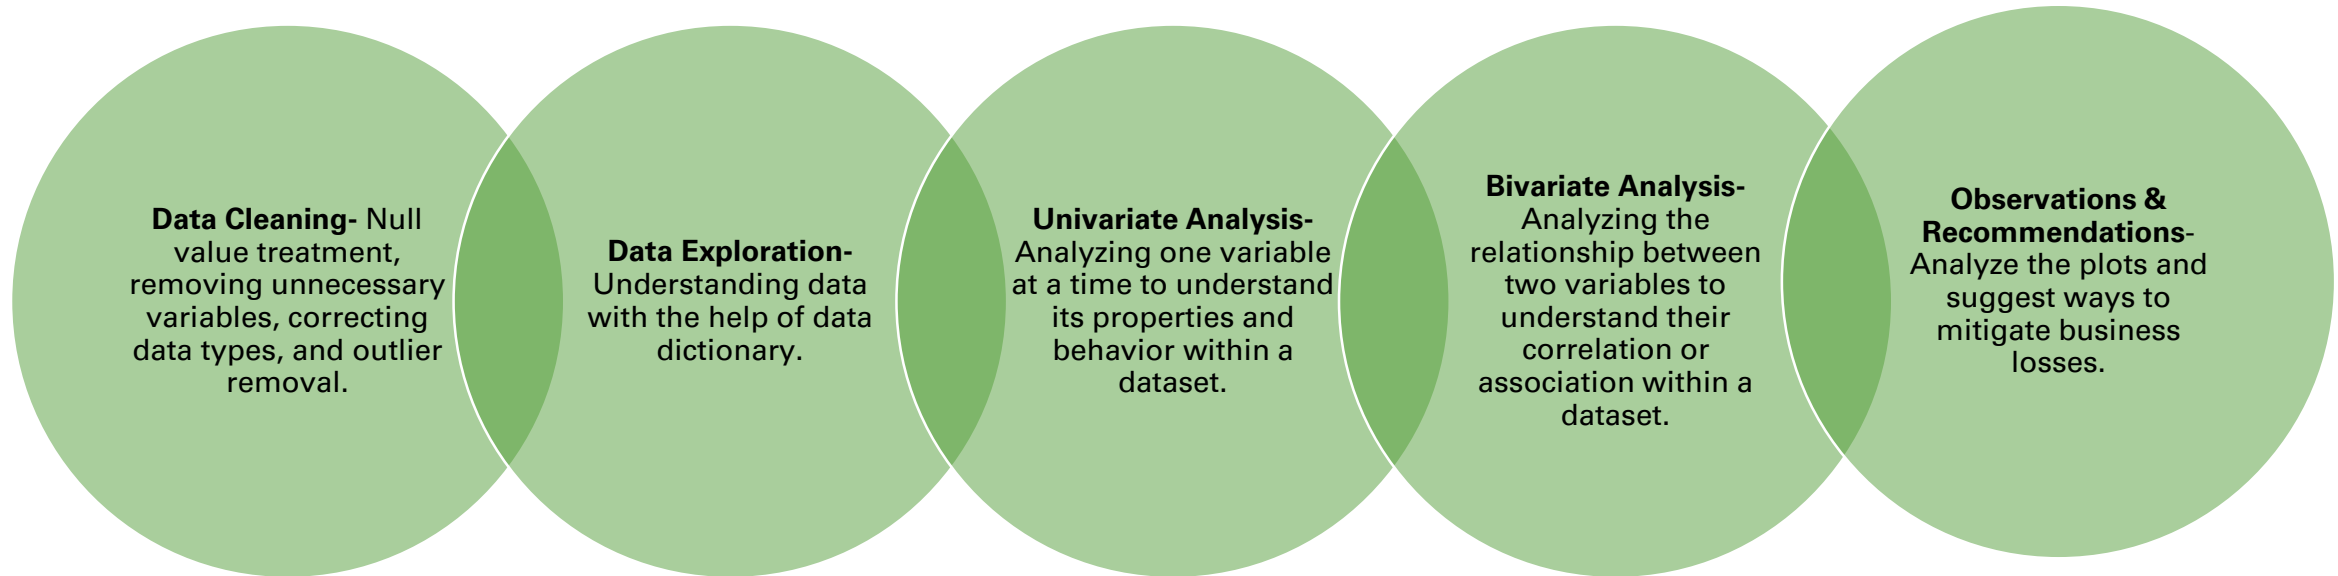 Data Cleaning- Null
value treatment,
removing unnecessary
variables, correcting
data types, and outlier
removal.
Data Exploration-
Understanding data
with the help of data
dictionary.
Univariate Analysis-
Analyzing one variable
at a time to understand
its properties and
behavior within a
dataset.
Bivariate Analysis-
Analyzing the
relationship between
two variables to
understand their
correlation or
association within a
dataset.
Observations &
Recommendations-
Analyze the plots and
suggest ways to
mitigate business
losses.